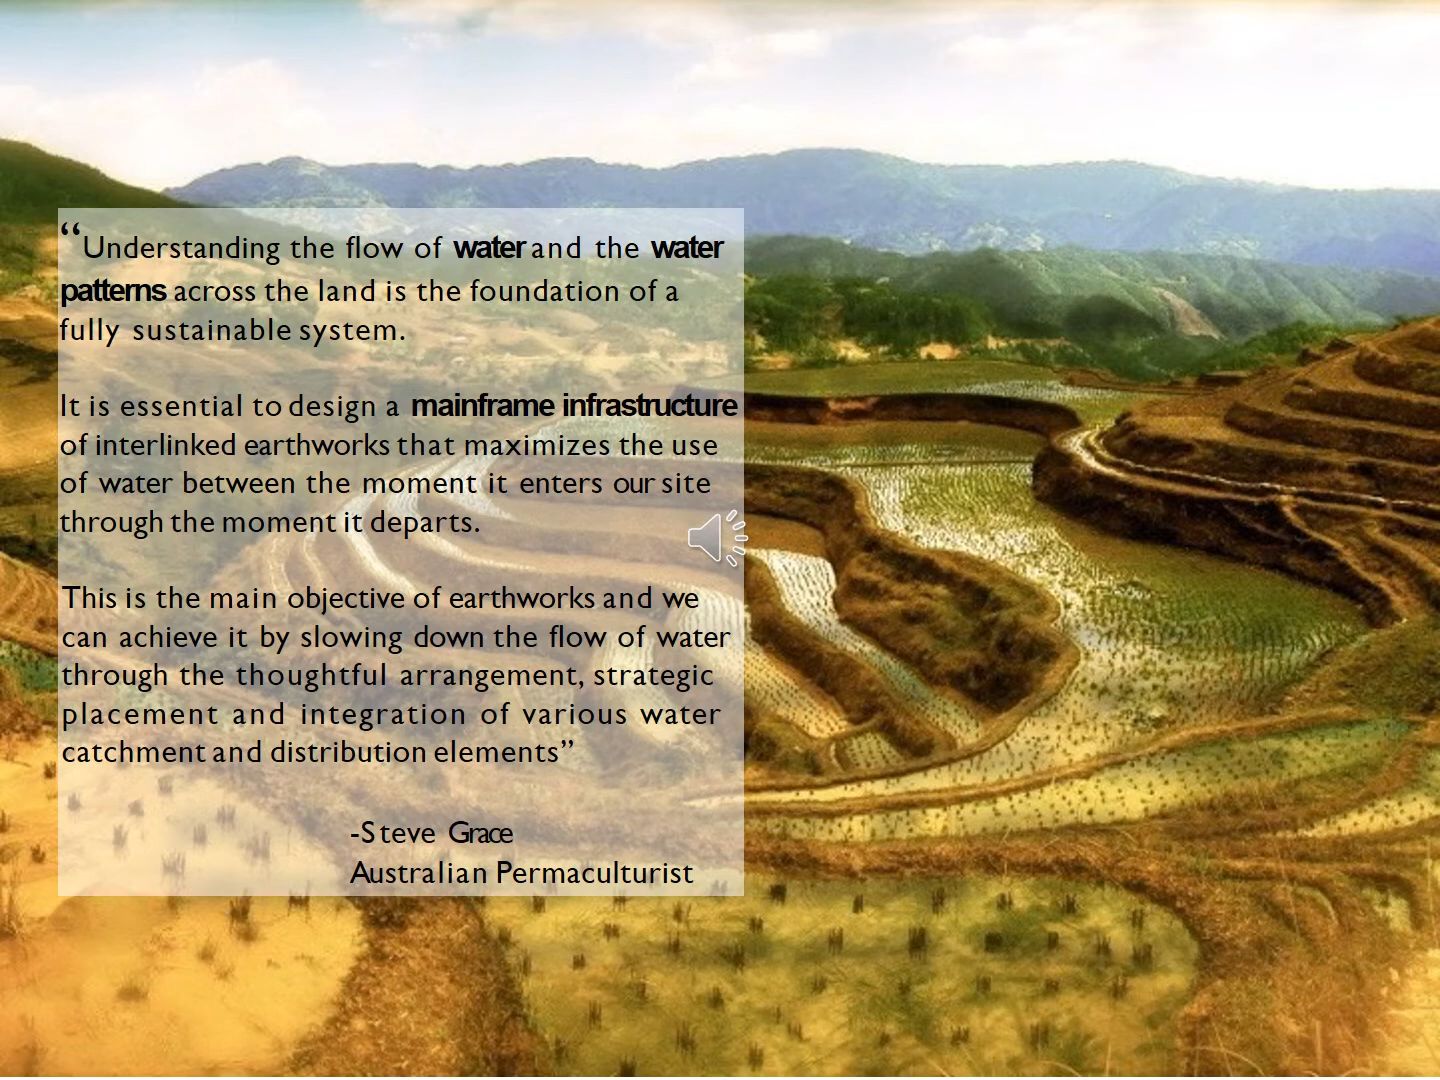 “Understanding the flow of water and the water
patterns across the land is the foundation of a
fully sustainable system.
It is essential to design a mainframe infrastructure
of interlinked earthworks that maximizes the use
of water between the moment it enters our site
through the moment it departs.
This is the main objective of earthworks and we
can achieve it by slowing down the flow of water
through the thoughtful arrangement, strategic
placement and integration of various water
catchment and distribution elements”
-Steve Grace
Australian Permaculturist